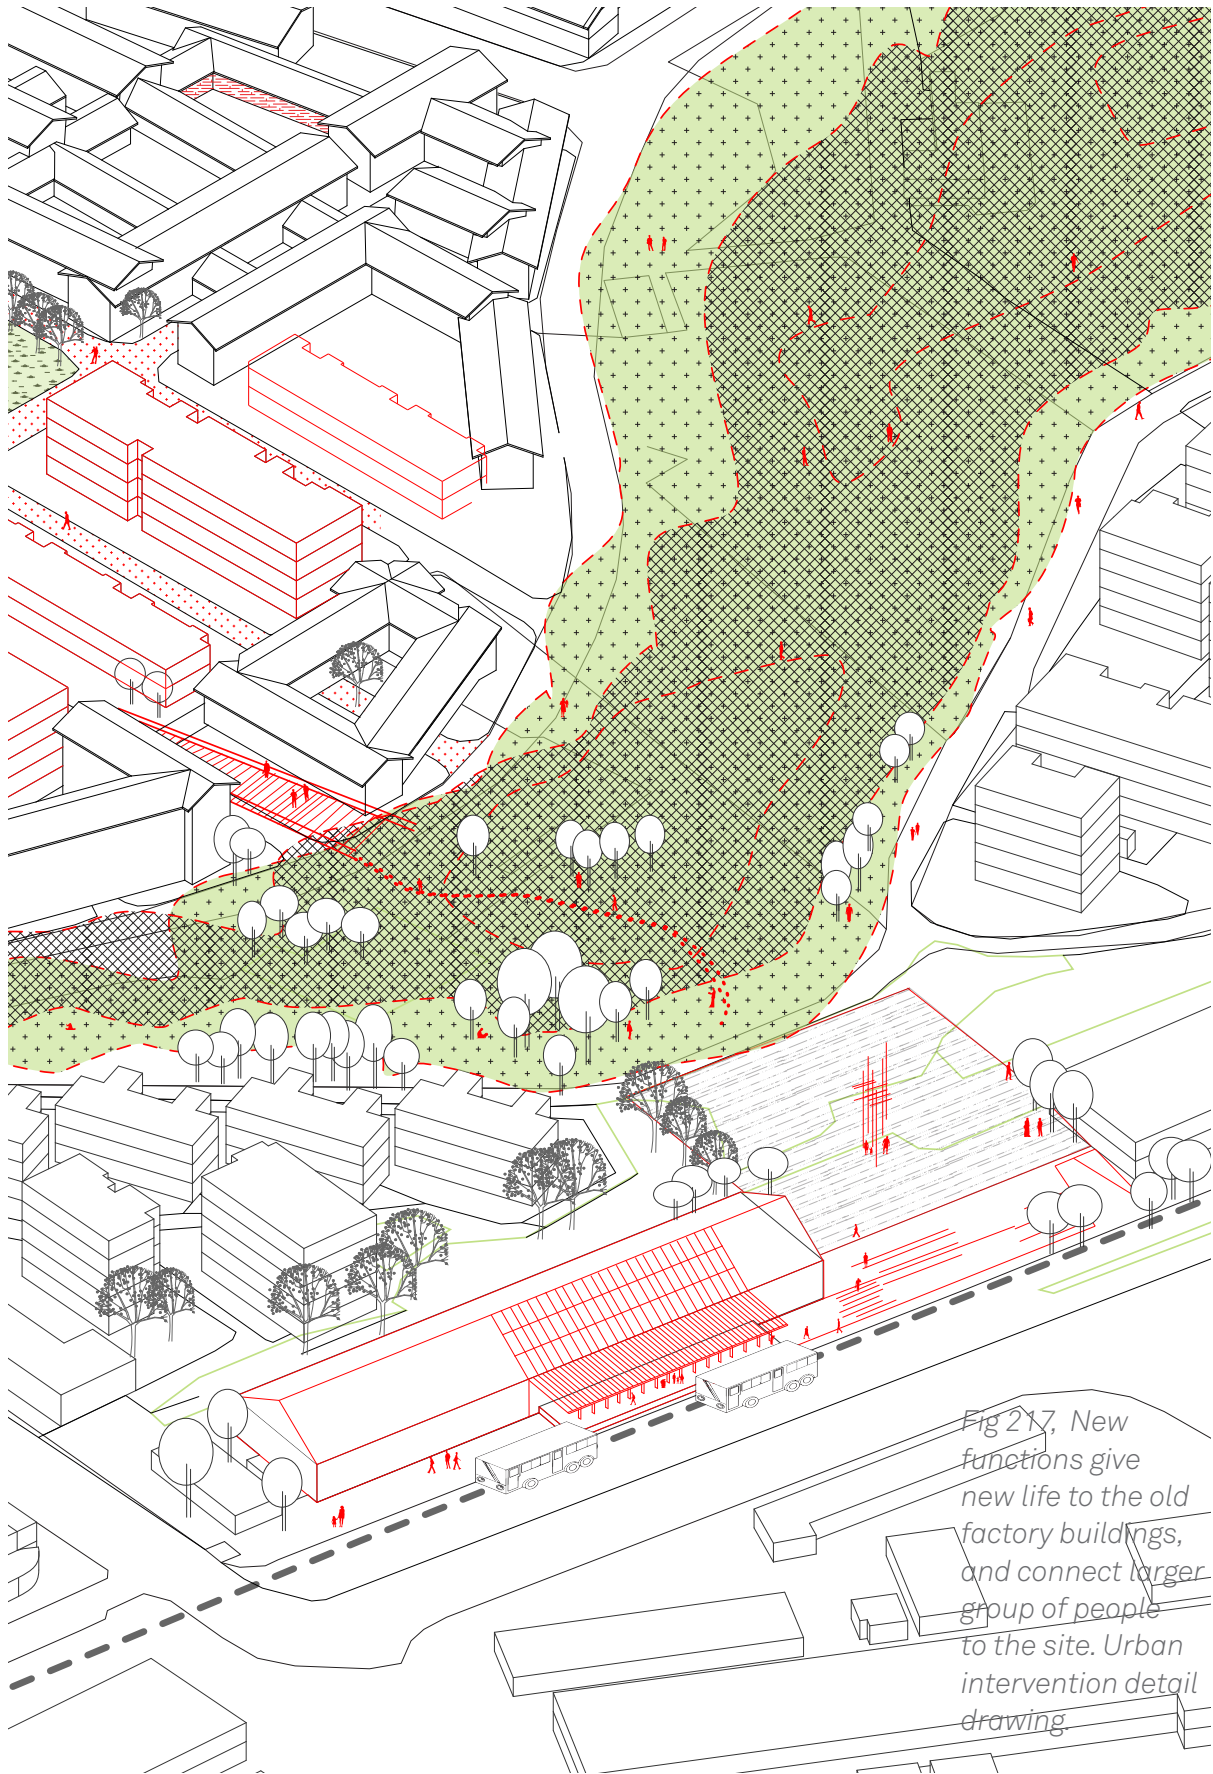 Fig 217, New
functions give
new life to the old
factory buildings,
and connect larger
group of people
to the site. Urban
intervention detail
drawing.